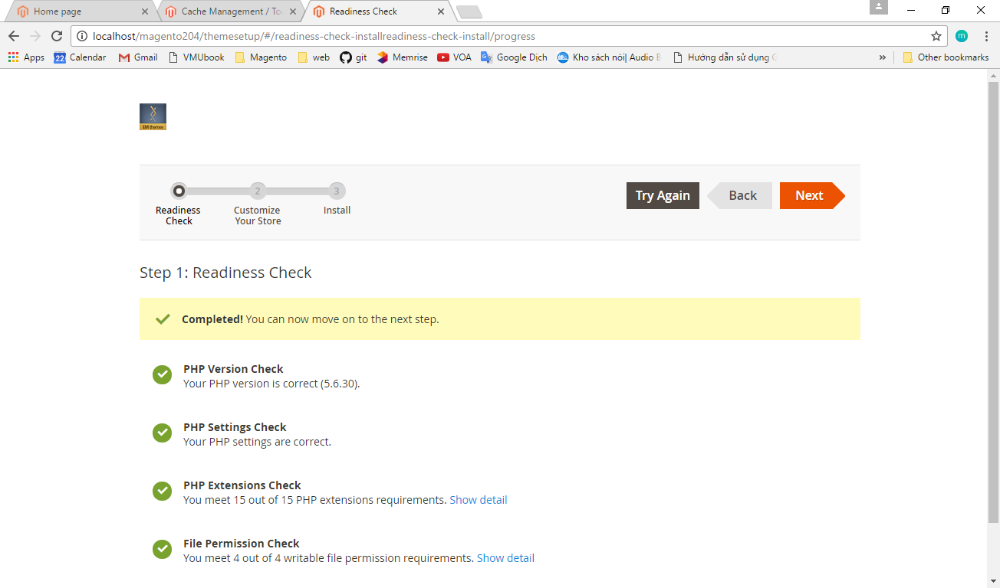 Home page
Cache Management / To
Readiness Check
localhost/magento204/themesetup/#/readiness-check-installreadiness-check-install/progress
m
Apps
22 Calendar
Gmail
VMUbook
Magento
web
git
Memrise
VOA
Google Dịch
Kho sách nói| Audio B
Hướng dẫn sử dụng G
»
Other bookmarks
EM themes
2
3
Readiness
Check
Customize
Your Store
Install
Try Again
Back
Next
Step 1: Readiness Check
Completed! You can now move on to the next step.
PHP Version Check
Your PHP version is correct (5.6.30).
PHP Settings Check
Your PHP settings are correct.
PHP Extensions Check
You meet 15 out of 15 PHP extensions requirements. Show detail
File Permission Check
You meet 4 out of 4 writable file permission requirements. Show detail